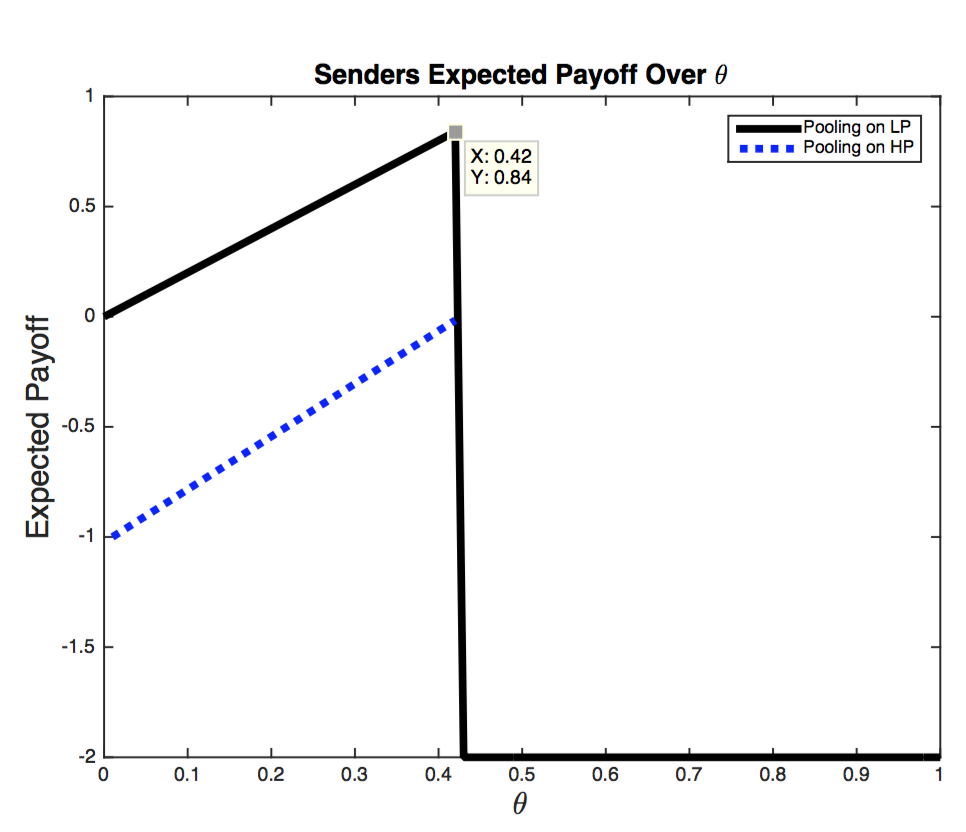 Senders Expected Payoff Over θ
Pooling on LP
Pooling on HP
X: 0.42
Y: 0.84
Expected Payoff
1
0.5
0
-0.5
-1
-1.5
-2
0 0.1 0.2 0.3 0.4 0.5 0.6 0.7 0.8 0.9 1
θ